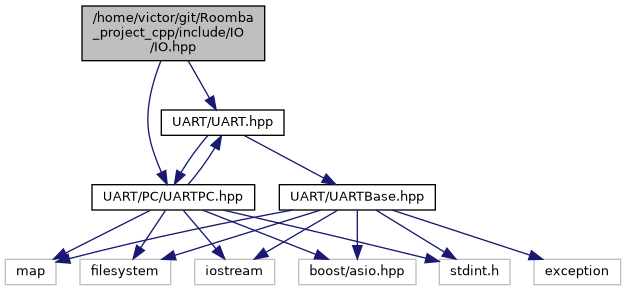 /home/victor/git/Roomba
_project_cpp/include/IO
/IO.hpp
UART/UART.hpp
UART/PC/UARTPC.hpp
UART/UARTBase.hpp
map
filesystem
iostream
boost/asio.hpp
stdint.h
exception